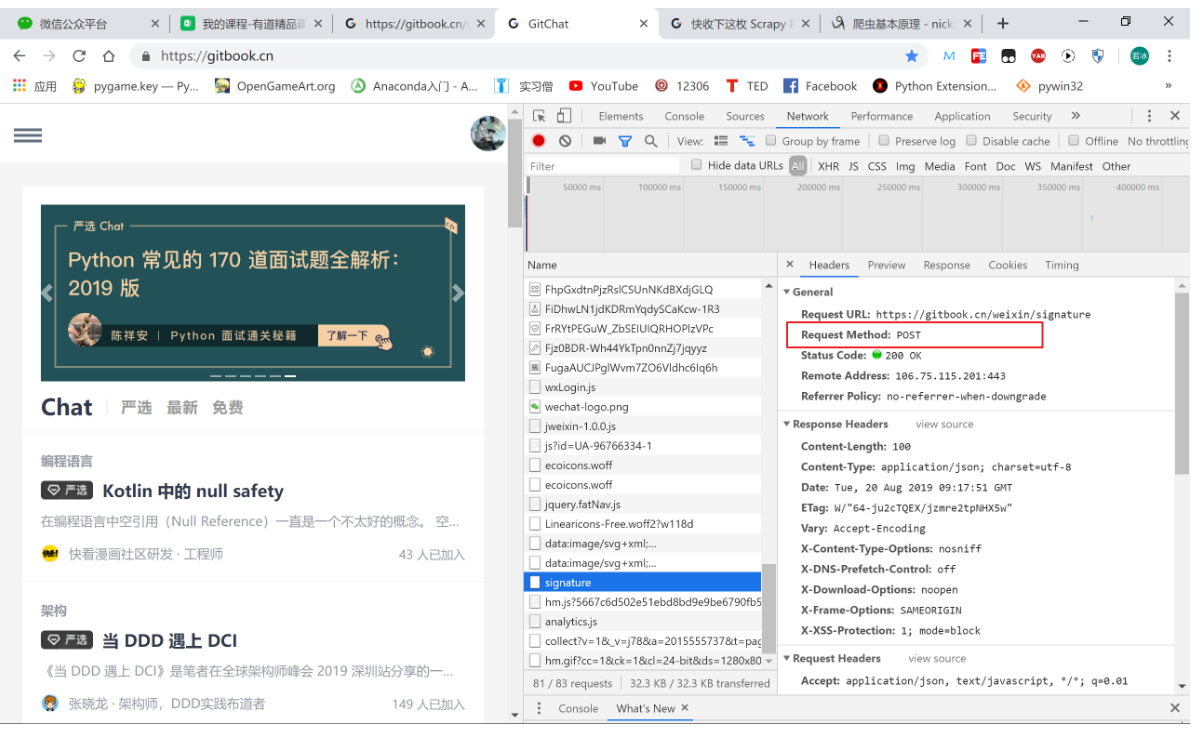 微信公众平台 我的课程-有道精品课 https://gitbook.cn/ GitChat 快收下这枚 Scrapy 爬虫基本原理 - nick
https://gitbook.cn
应用 pygame.key — Py... OpenGameArt.org Anaconda入门 - A... 实习僧 YouTube 12306 TED Facebook Python Extension... pywin32 »
严选 Chat
Python 常见的 170 道面试题全解析：
2019 版
陈祥安 | Python 面试通关秘籍 了解一下
Chat 严选 最新 免费
编程语言
严选 Kotlin 中的 null safety
在编程语言中空引用（Null Reference）一直是一个不太好的概念。 空...
快看漫画社区研发 · 工程师 43 人已加入
架构
严选 当 DDD 遇上 DCI
《当 DDD 遇上 DCI》是笔者在全球架构师峰会 2019 深圳站分享的一...
张晓龙 · 架构师，DDD实践布道者 149 人已加入
Elements Console Sources Network Performance Application Security »
View: Group by frame Preserve log Disable cache Offline No throttling
Filter Hide data URLs All XHR JS CSS Img Media Font Doc WS Manifest Other
50000 ms 100000 ms 150000 ms 200000 ms 250000 ms 300000 ms 350000 ms 400000 ms
Name
FhpGxdtnPjzRslCSUnNKdBXdjGLQ
FiDhwLN1jdKDRmYqdySCaKcw-1R3
FrRYtPEGuW_ZbSEIUIQRHOPlzVPc
Fjz0BDR-Wh44YkTpn0nnZj7jqyyz
FugaAUCJPglWvm7ZO6VIdhc6Iq6h
wxLogin.js
wechat-logo.png
jweixin-1.0.0.js
js?id=UA-96766334-1
ecoicons.woff
ecoicons.woff
jquery.fatNav.js
Linearicons-Free.woff2?w118d
data:image/svg+xml;...
data:image/svg+xml;...
signature
hm.js?5667c6d502e51ebd8bd9e9be6790fb5
analytics.js
collect?v=1&_v=j78&a=2015555737&t=pag
hm.gif?cc=1&ck=1&cl=24-bit&ds=1280x80
81 / 83 requests 32.3 KB / 32.3 KB transferred
Headers Preview Response Cookies Timing
General
Request URL: https://gitbook.cn/weixin/signature
Request Method: POST
Status Code: 200 OK
Remote Address: 106.75.115.201:443
Referrer Policy: no-referrer-when-downgrade
Response Headers view source
Content-Length: 100
Content-Type: application/json; charset=utf-8
Date: Tue, 20 Aug 2019 09:17:51 GMT
ETag: W/"64-ju2cTQEX/jzmre2tpNHX5w"
Vary: Accept-Encoding
X-Content-Type-Options: nosniff
X-DNS-Prefetch-Control: off
X-Download-Options: noopen
X-Frame-Options: SAMEORIGIN
X-XSS-Protection: 1; mode=block
Request Headers view source
Accept: application/json, text/javascript, */*; q=0.01
Console What's New